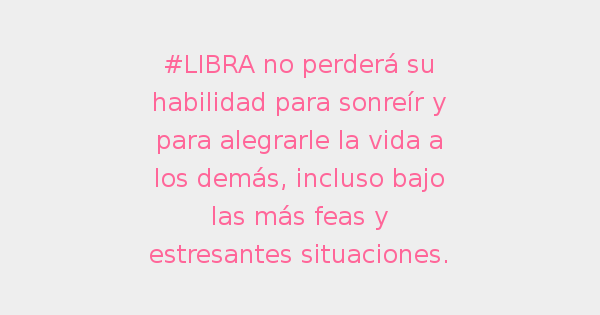 #LIBRA no perderá su
habilidad para sonreír y
para alegrarle la vida a
los demás, incluso bajo
las más feas y
estresantes situaciones.